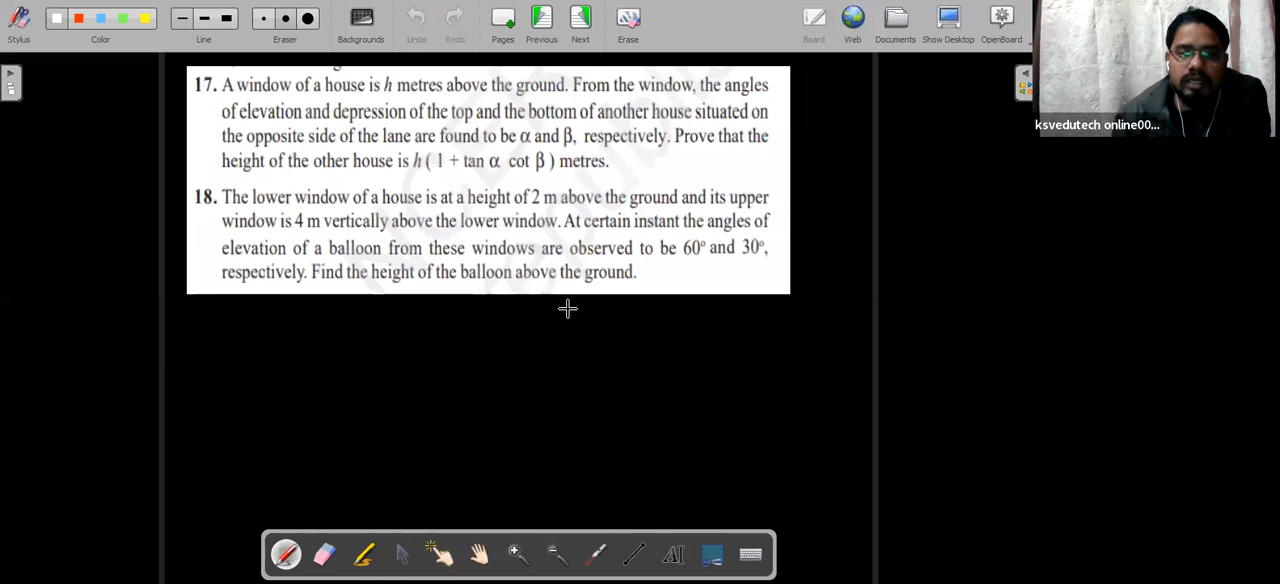 Stylus
Color
Line
Eraser
Backgrounds
Undo
Redo
Pages
Previous
Next
Erase
Board
Web
Documents
Show Desktop
OpenBoard
ksvedutech online00...
17. A window of a house is h metres above the ground. From the window, the angles
of elevation and depression of the top and the bottom of another house situated on
the opposite side of the lane are found to be α and β, respectively. Prove that the
height of the other house is h ( 1 + tan α cot β ) metres.
18. The lower window of a house is at a height of 2 m above the ground and its upper
window is 4 m vertically above the lower window. At certain instant the angles of
elevation of a balloon from these windows are observed to be 60° and 30°,
respectively. Find the height of the balloon above the ground.
AI